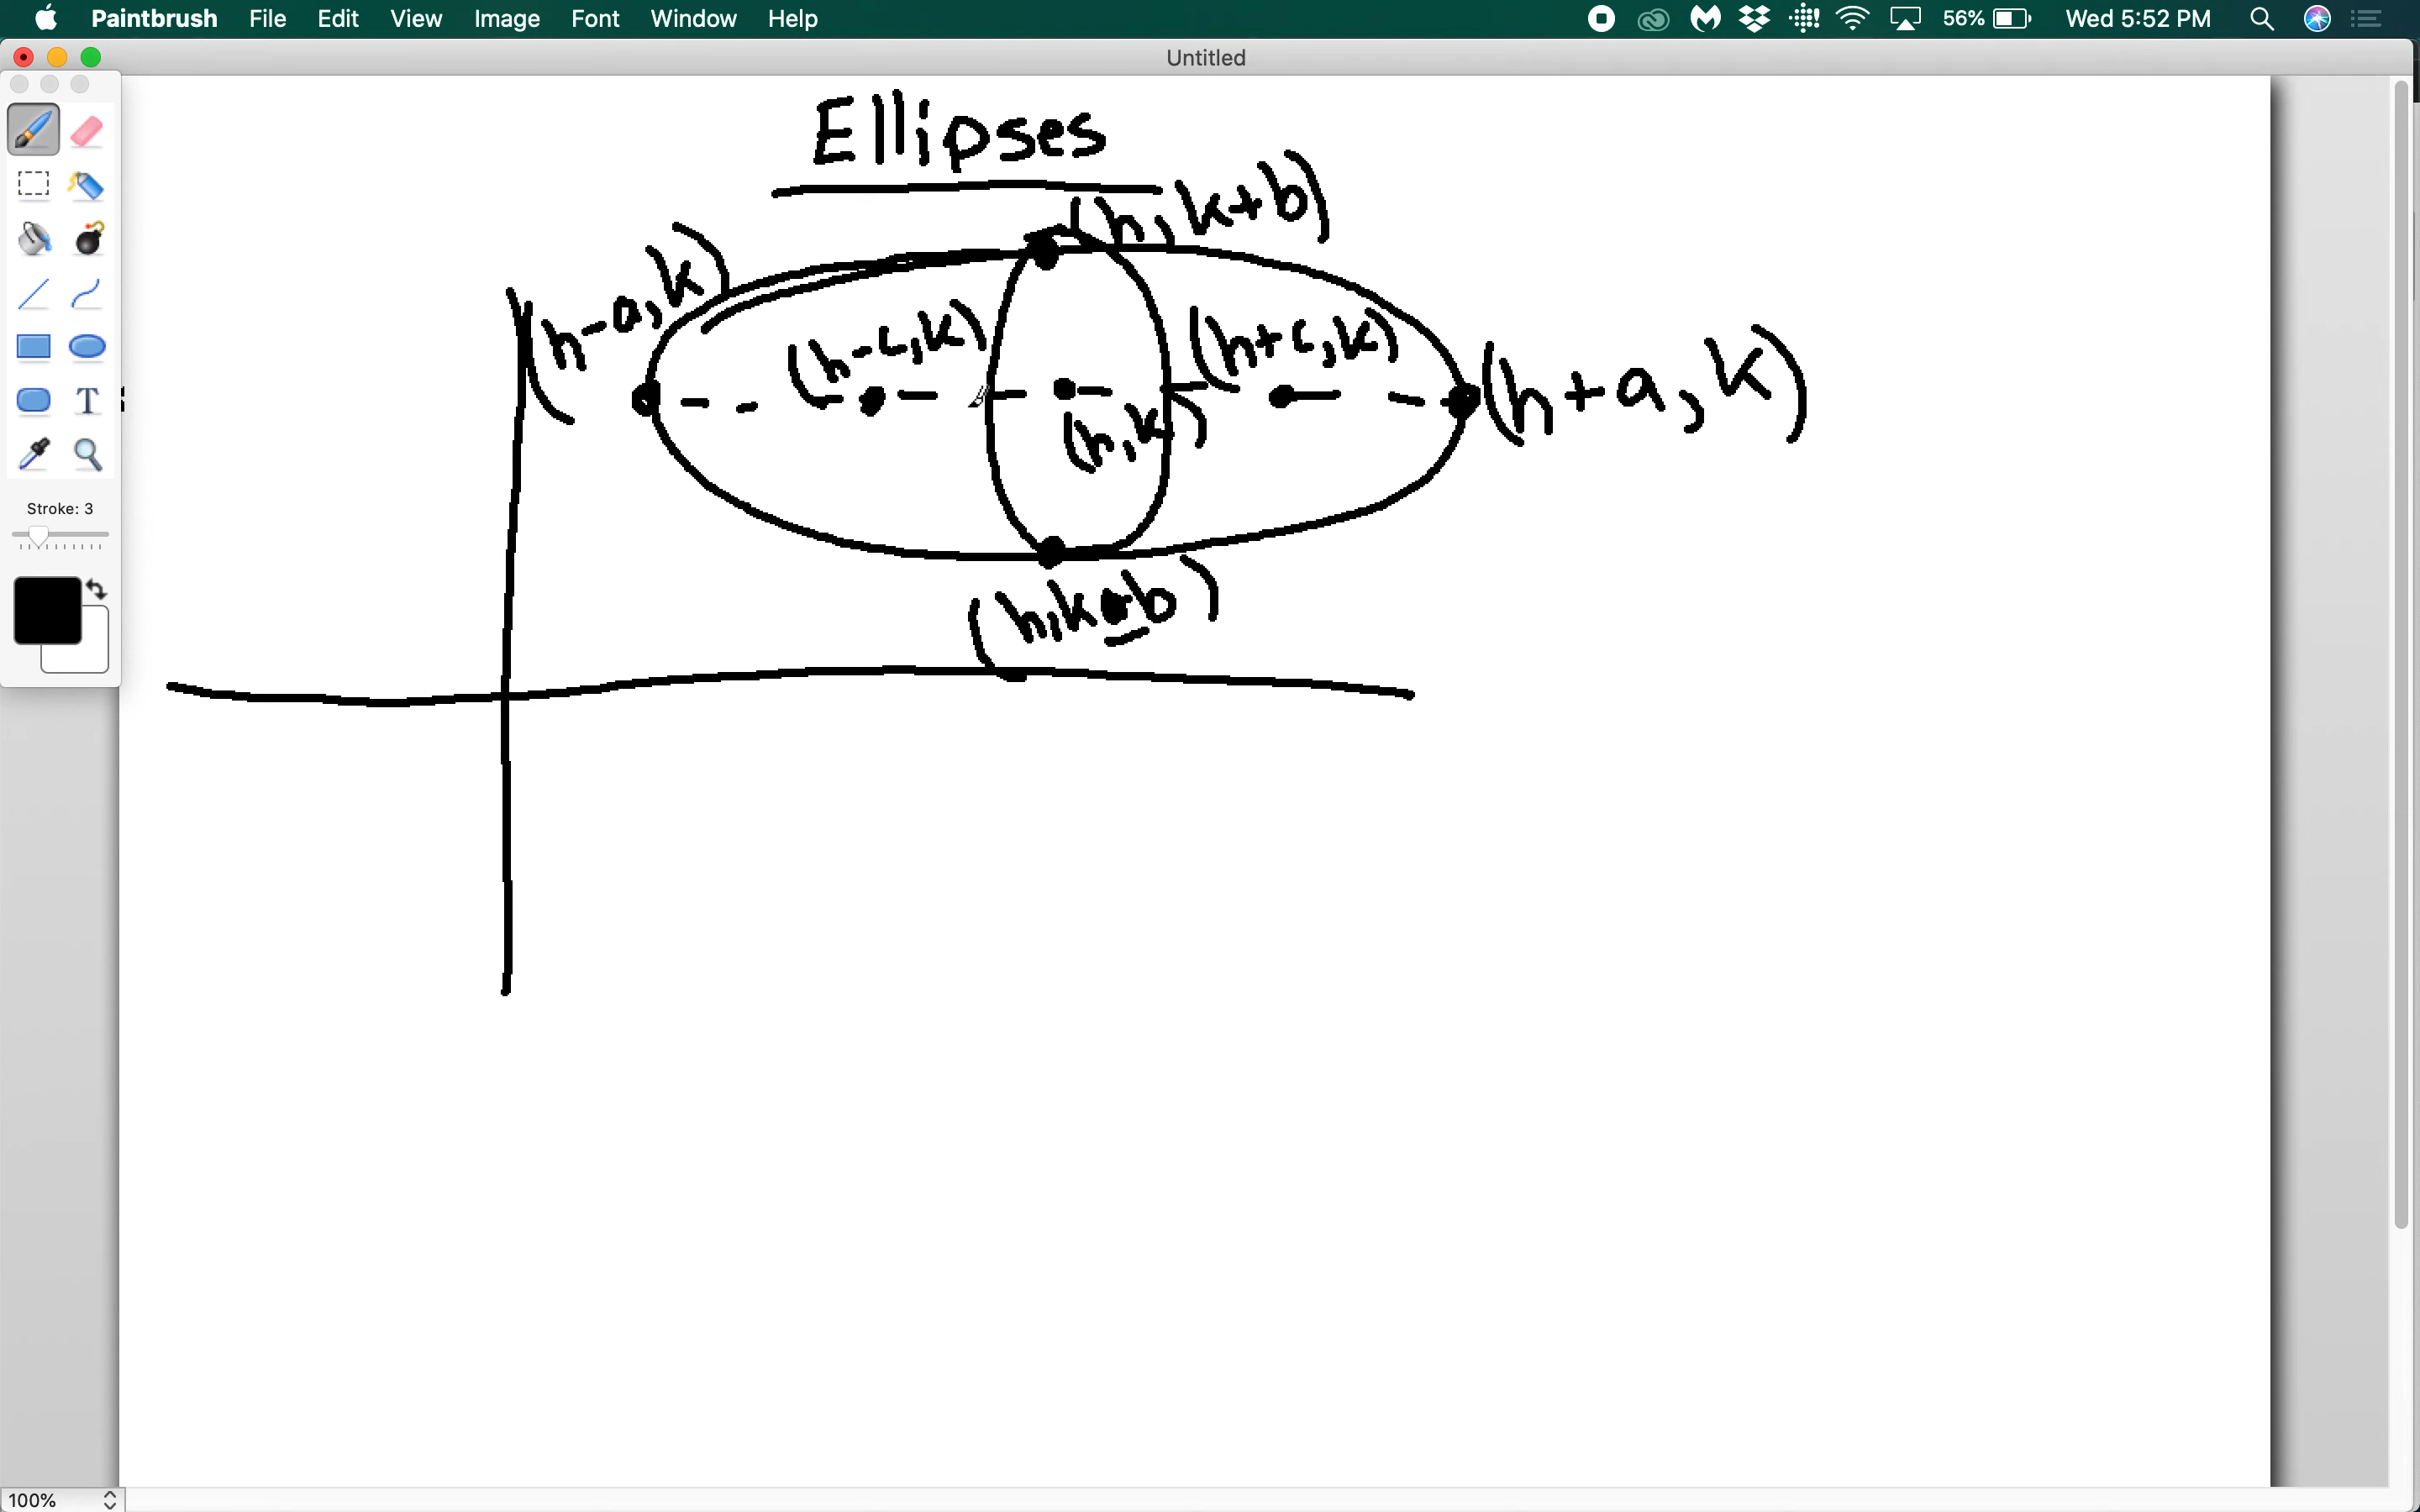 Paintbrush File Edit View Image Font Window Help 56% Wed 5:52 PM
Untitled
Ellipses
(h, k+b)
(h-a, k)
(h-c, k)
(h+c, k)
(h+a, k)
(h, k)
(h, k-b)
T
Stroke: 3
100%